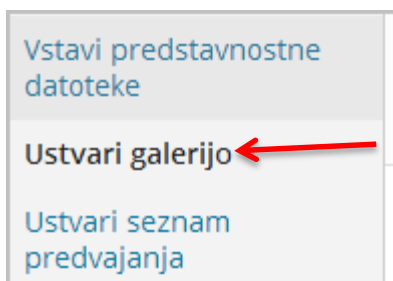 Vstavi predstavnostne
datoteke
Ustvari galerijo
Ustvari seznam
predvajanja